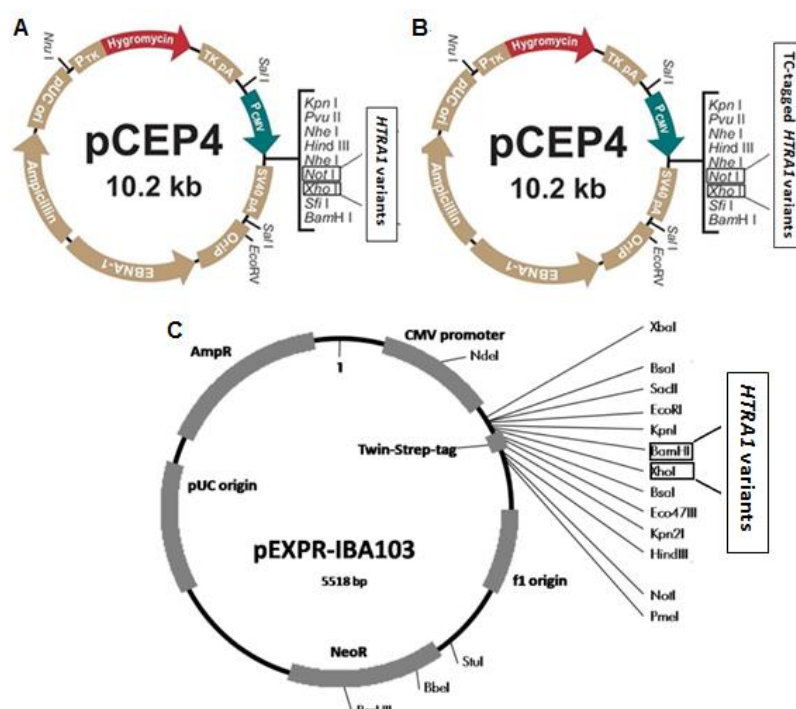 A
Nru I
pUC ori
PTK
Hygromycin
TK pA
Sal I
P CMV
pCEP4
10.2 kb
Kpn I
Pvu II
Nhe I
Hind III
Nhe I
Not I
Xho I
Sfi I
BamH I
HTRA1 variants
SV40 pA
Sal I
OriP
EcoRV
EBNA-1
Ampicillin
B
Nru I
pUC ori
PTK
Hygromycin
TK pA
Sal I
P CMV
pCEP4
10.2 kb
Kpn I
Pvu II
Nhe I
Hind III
Nhe I
Not I
Xho I
Sfi I
BamH I
TC-tagged HTRA1 variants
SV40 pA
Sal I
OriP
EcoRV
EBNA-1
Ampicillin
C
AmpR
1
CMV promoter
NdeI
XbaI
BsaI
SacII
EcoRI
KpnI
BamHI
XhoI
BsaI
Eco47III
Kpn2I
HindIII
NotI
PmeI
HTRA1 variants
Twin-Strep-tag
pUC origin
pEXPR-IBA103
5518 bp
f1 origin
NeoR
StuI
BbeI